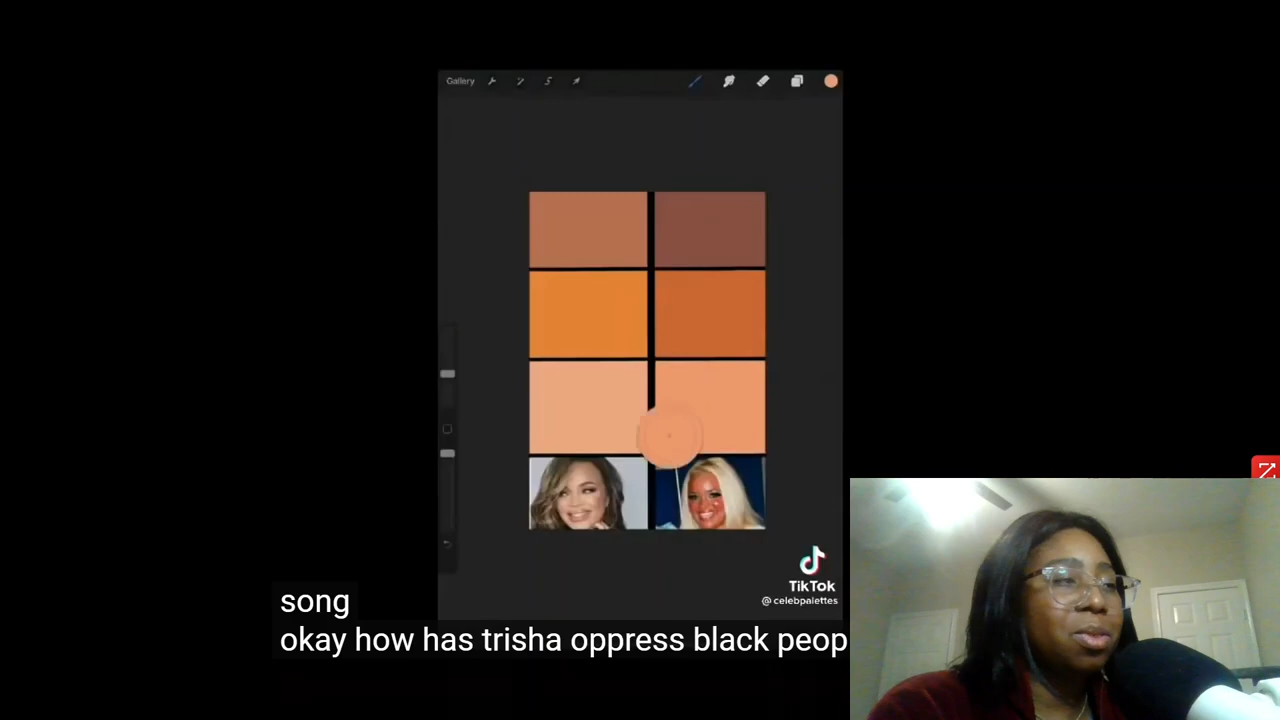 Gallery
TikTok
@celebpalettes
song
okay how has trisha oppress black peop